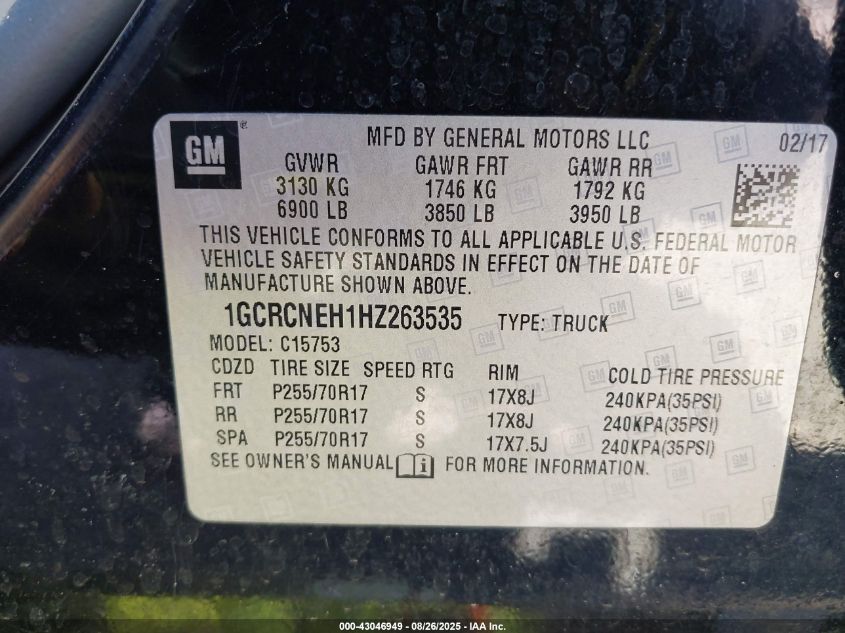 GM® MFD BY GENERAL MOTORS LLC 02/17
GVWR GAWR FRT GAWR RR
3130 KG 1746 KG 1792 KG
6900 LB 3850 LB 3950 LB
THIS VEHICLE CONFORMS TO ALL APPLICABLE U.S. FEDERAL MOTOR
VEHICLE SAFETY STANDARDS IN EFFECT ON THE DATE OF
MANUFACTURE SHOWN ABOVE.
1GCRCNEH1HZ263535 TYPE: TRUCK
MODEL: C15753
CDZD TIRE SIZE SPEED RTG RIM COLD TIRE PRESSURE
FRT P255/70R17 S 17X8J 240KPA(35PSI)
RR P255/70R17 S 17X8J 240KPA(35PSI)
SPA P255/70R17 S 17X7.5J 240KPA(35PSI)
SEE OWNER'S MANUAL i FOR MORE INFORMATION.
000-43046949 - 08/26/2025 - IAA Inc.